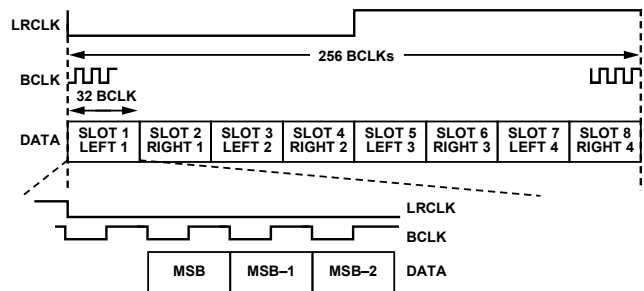 LRCLK
256 BCLKs
BCLK
32 BCLK
DATA
SLOT 1 LEFT 1
SLOT 2 RIGHT 1
SLOT 3 LEFT 2
SLOT 4 RIGHT 2
SLOT 5 LEFT 3
SLOT 6 RIGHT 3
SLOT 7 LEFT 4
SLOT 8 RIGHT 4
LRCLK
BCLK
MSB
MSB–1
MSB–2
DATA